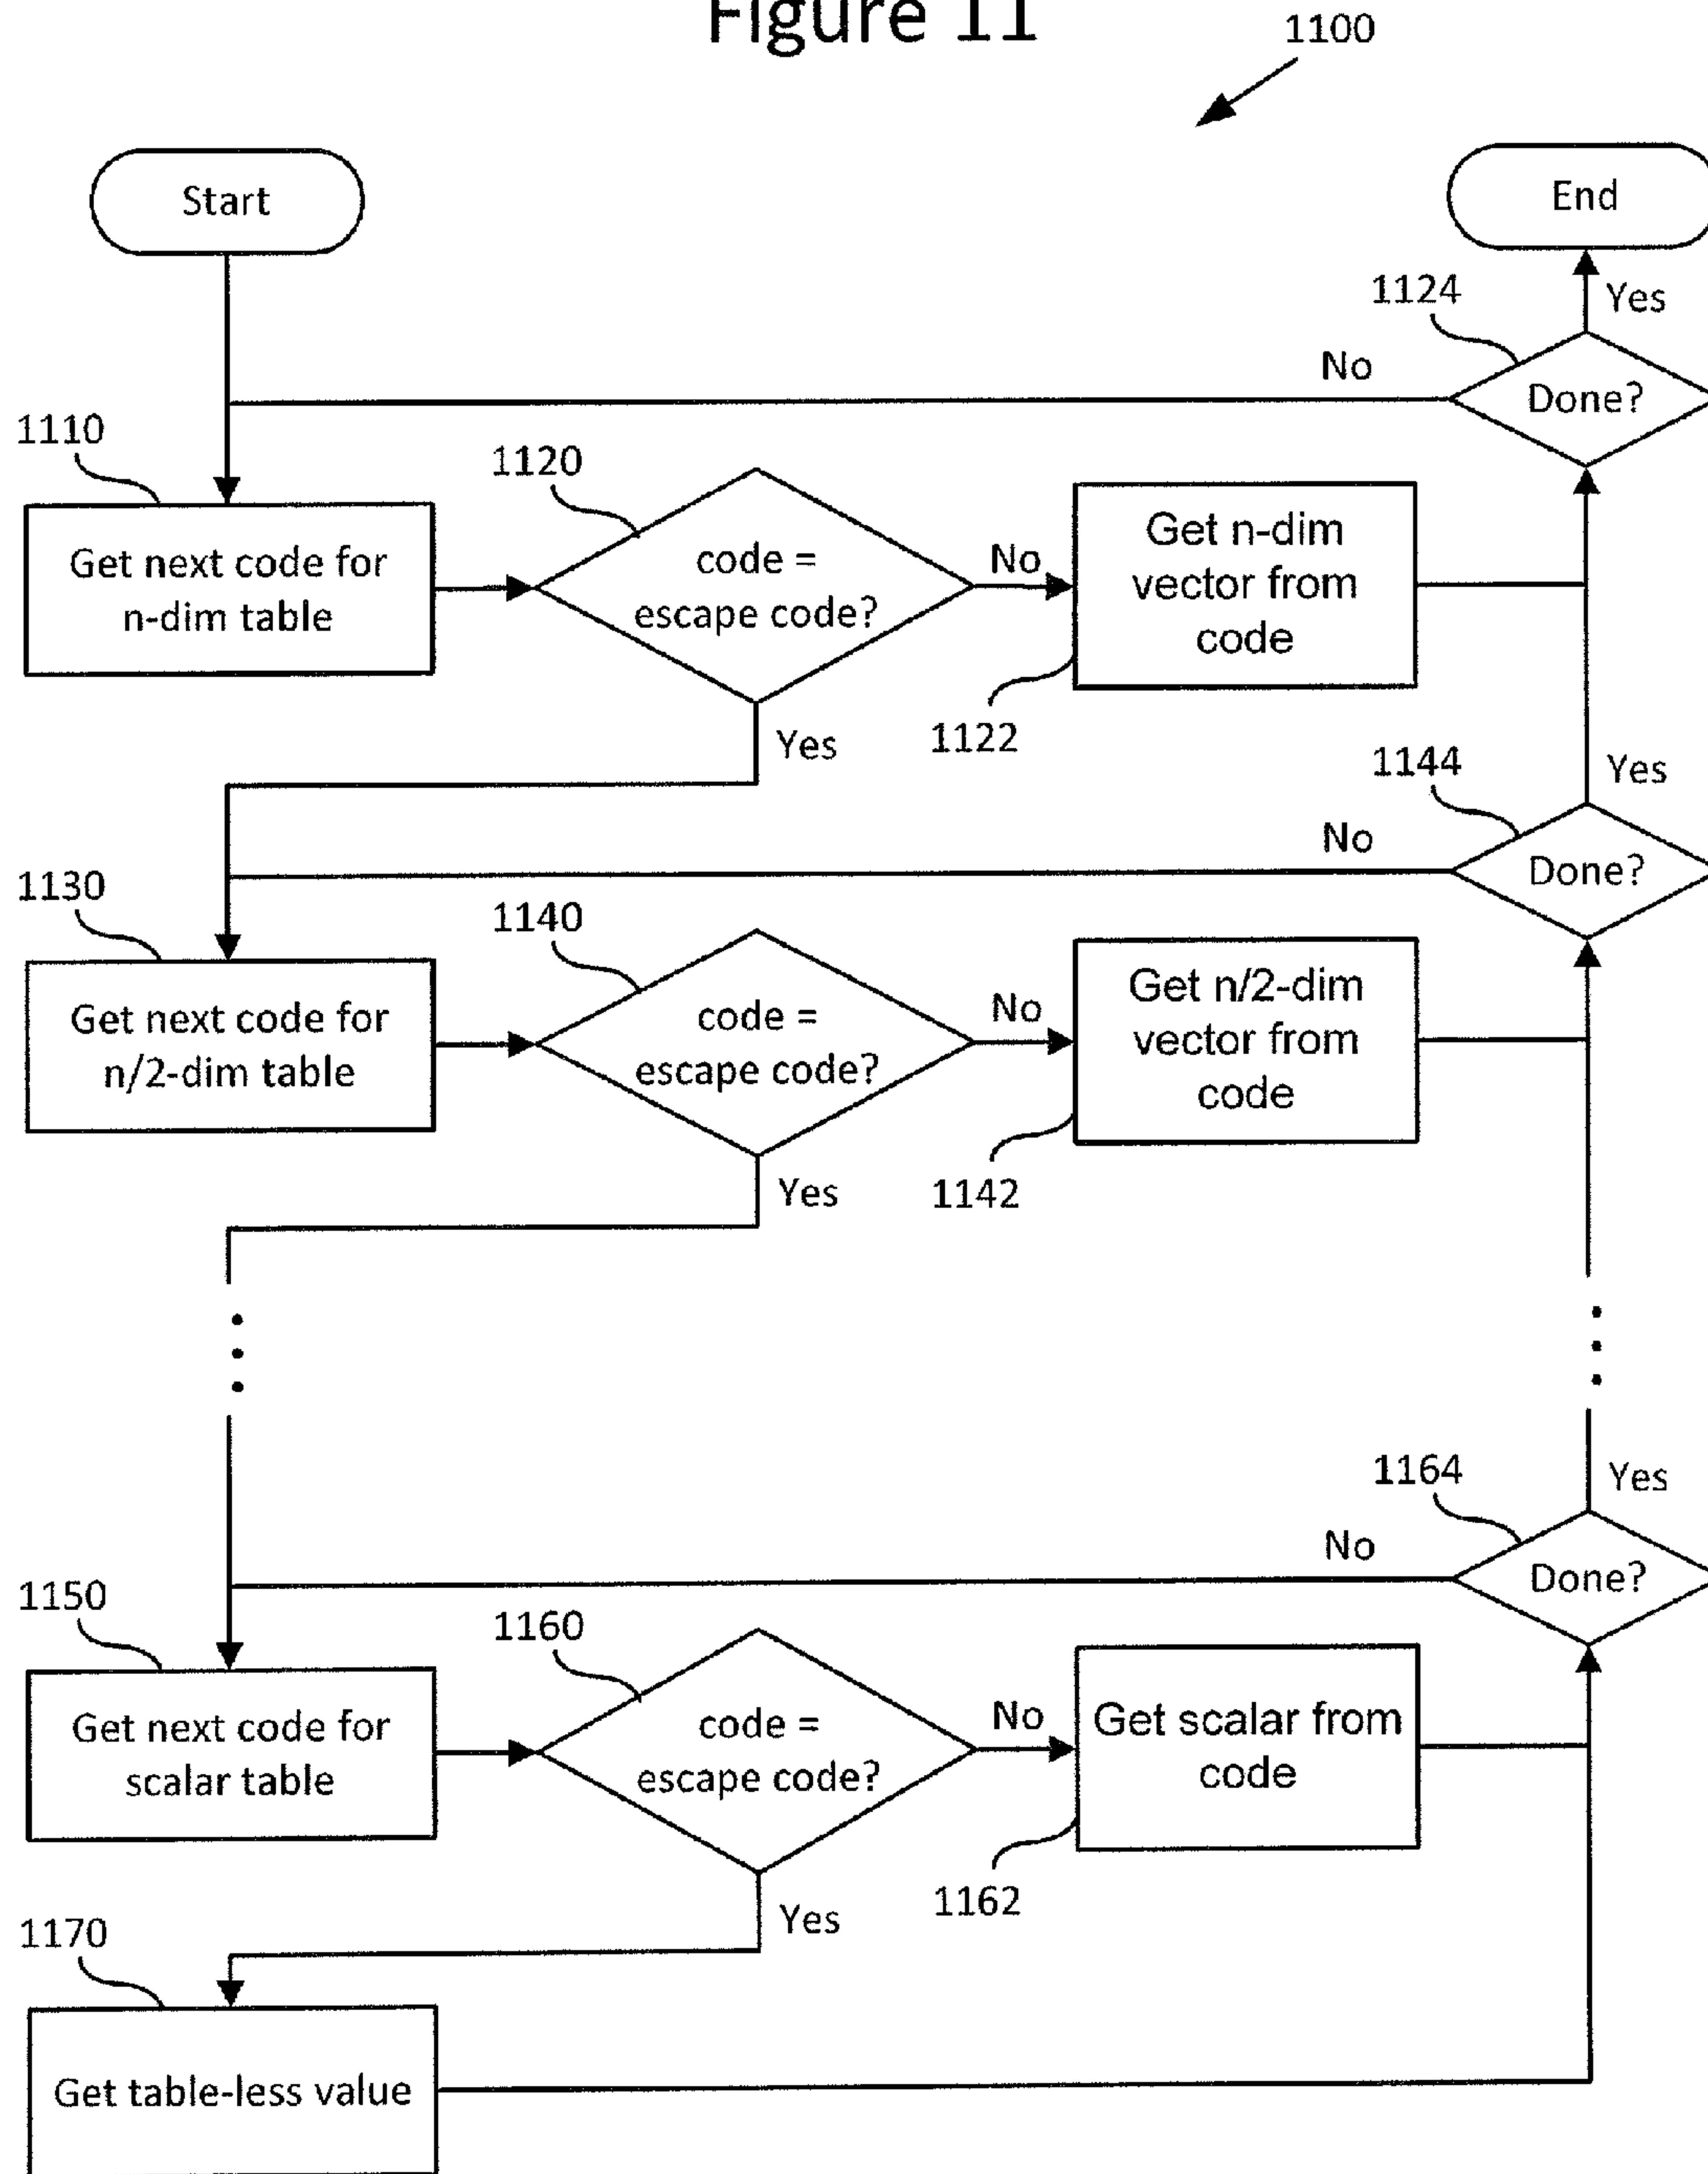 Figure 11
1100
Start
End
1124
Yes
No
Done?
1110
1120
Get next code for
n-dim table
code =
escape code?
No
Get n-dim
vector from
code
1122
Yes
1144
Yes
No
Done?
1130
1140
Get next code for
n/2-dim table
code =
escape code?
No
Get n/2-dim
vector from
code
1142
Yes
1164
Yes
No
Done?
1150
1160
Get next code for
scalar table
code =
escape code?
No
Get scalar from
code
1162
Yes
1170
Get table-less value